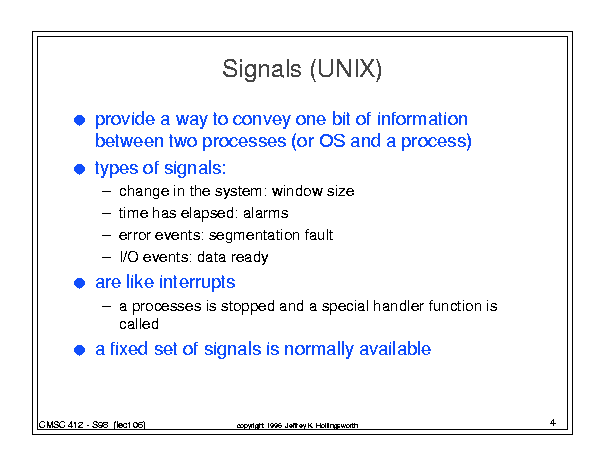 Signals (UNIX)
● provide a way to convey one bit of information
between two processes (or OS and a process)
● types of signals:
– change in the system: window size
– time has elapsed: alarms
– error events: segmentation fault
– I/O events: data ready
● are like interrupts
– a processes is stopped and a special handler function is
called
● a fixed set of signals is normally available
CMSC 412 - S98 (lect06)
copyright 1996 Jeffrey K. Hollingsworth
4